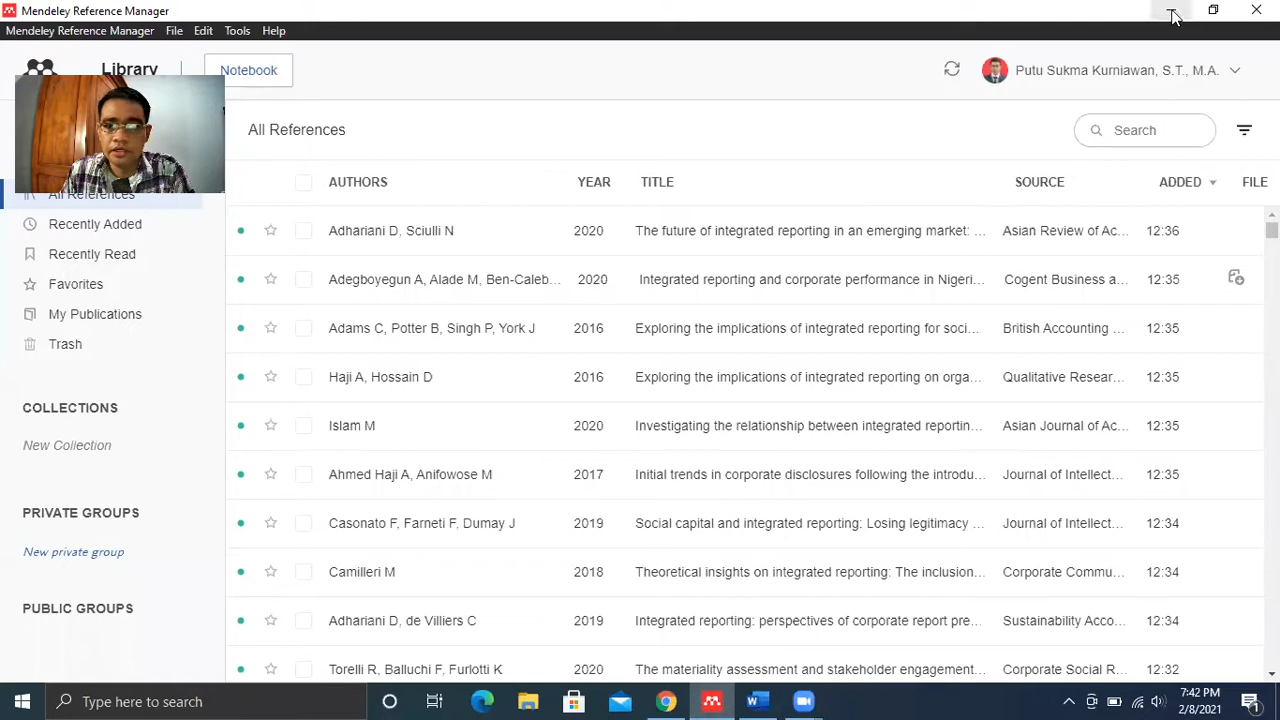 Mendeley Reference Manager
Mendeley Reference Manager File Edit Tools Help
Library Notebook Putu Sukma Kurniawan, S.T., M.A.
All References Search
AUTHORS YEAR TITLE SOURCE ADDED FILE
All References
Recently Added
Recently Read
Favorites
My Publications
Trash
COLLECTIONS
New Collection
PRIVATE GROUPS
New private group
PUBLIC GROUPS
Adhariani D, Sciulli N 2020 The future of integrated reporting in an emerging market: ... Asian Review of Ac... 12:36
Adegboyegun A, Alade M, Ben-Caleb... 2020 Integrated reporting and corporate performance in Nigeri... Cogent Business a... 12:35
Adams C, Potter B, Singh P, York J 2016 Exploring the implications of integrated reporting for soci... British Accounting ... 12:35
Haji A, Hossain D 2016 Exploring the implications of integrated reporting on orga... Qualitative Resear... 12:35
Islam M 2020 Investigating the relationship between integrated reportin... Asian Journal of Ac... 12:35
Ahmed Haji A, Anifowose M 2017 Initial trends in corporate disclosures following the introdu... Journal of Intellect... 12:35
Casonato F, Farneti F, Dumay J 2019 Social capital and integrated reporting: Losing legitimacy ... Journal of Intellect... 12:34
Camilleri M 2018 Theoretical insights on integrated reporting: The inclusion... Corporate Commu... 12:34
Adhariani D, de Villiers C 2019 Integrated reporting: perspectives of corporate report pre... Sustainability Acco... 12:34
Torelli R, Balluchi F, Furlotti K 2020 The materiality assessment and stakeholder engagement... Corporate Social R... 12:32
Type here to search
7:42 PM
2/8/2021
1